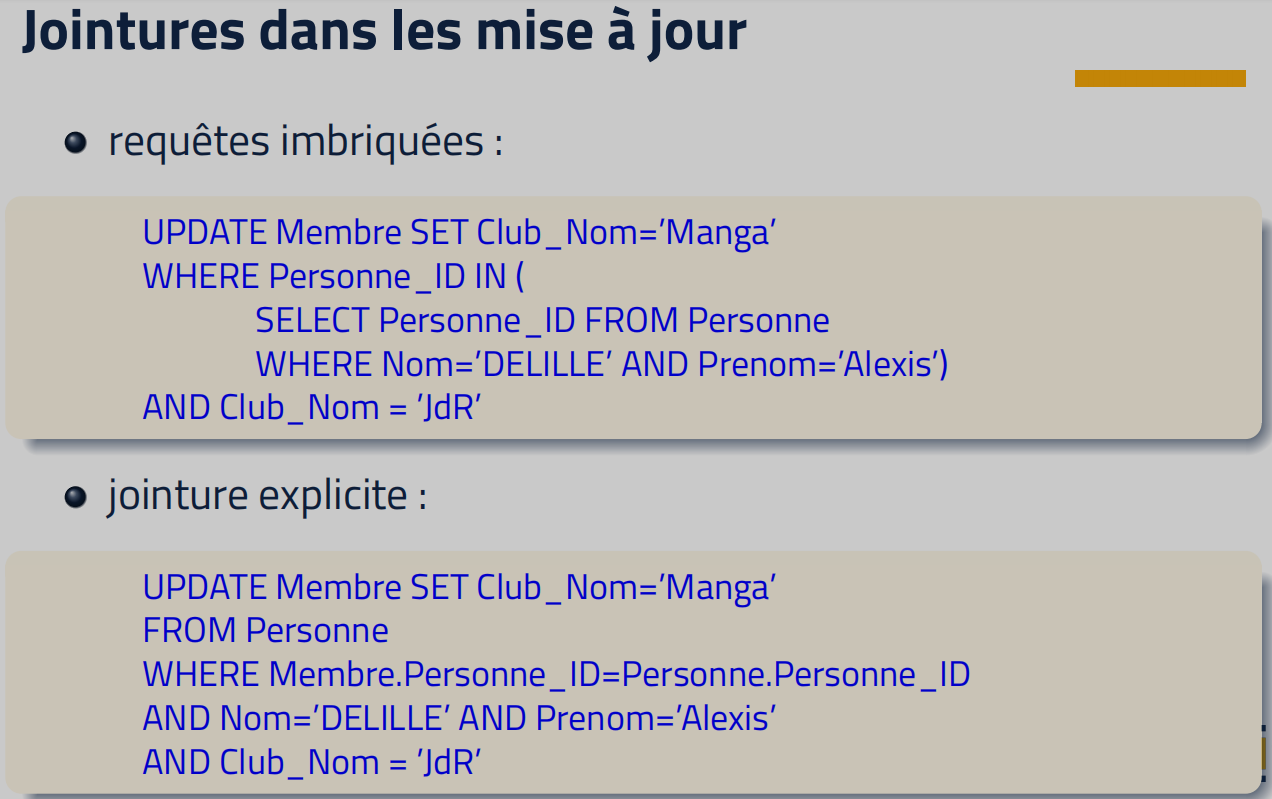 Jointures dans les mise à jour
requêtes imbriquées :
UPDATE Membre SET Club_Nom=’Manga’
WHERE Personne_ID IN (
SELECT Personne_ID FROM Personne
WHERE Nom=’DELILLE’ AND Prenom=’Alexis’)
AND Club_Nom = ’JdR’
jointure explicite :
UPDATE Membre SET Club_Nom=’Manga’
FROM Personne
WHERE Membre.Personne_ID=Personne.Personne_ID
AND Nom=’DELILLE’ AND Prenom=’Alexis’
AND Club_Nom = ’JdR’